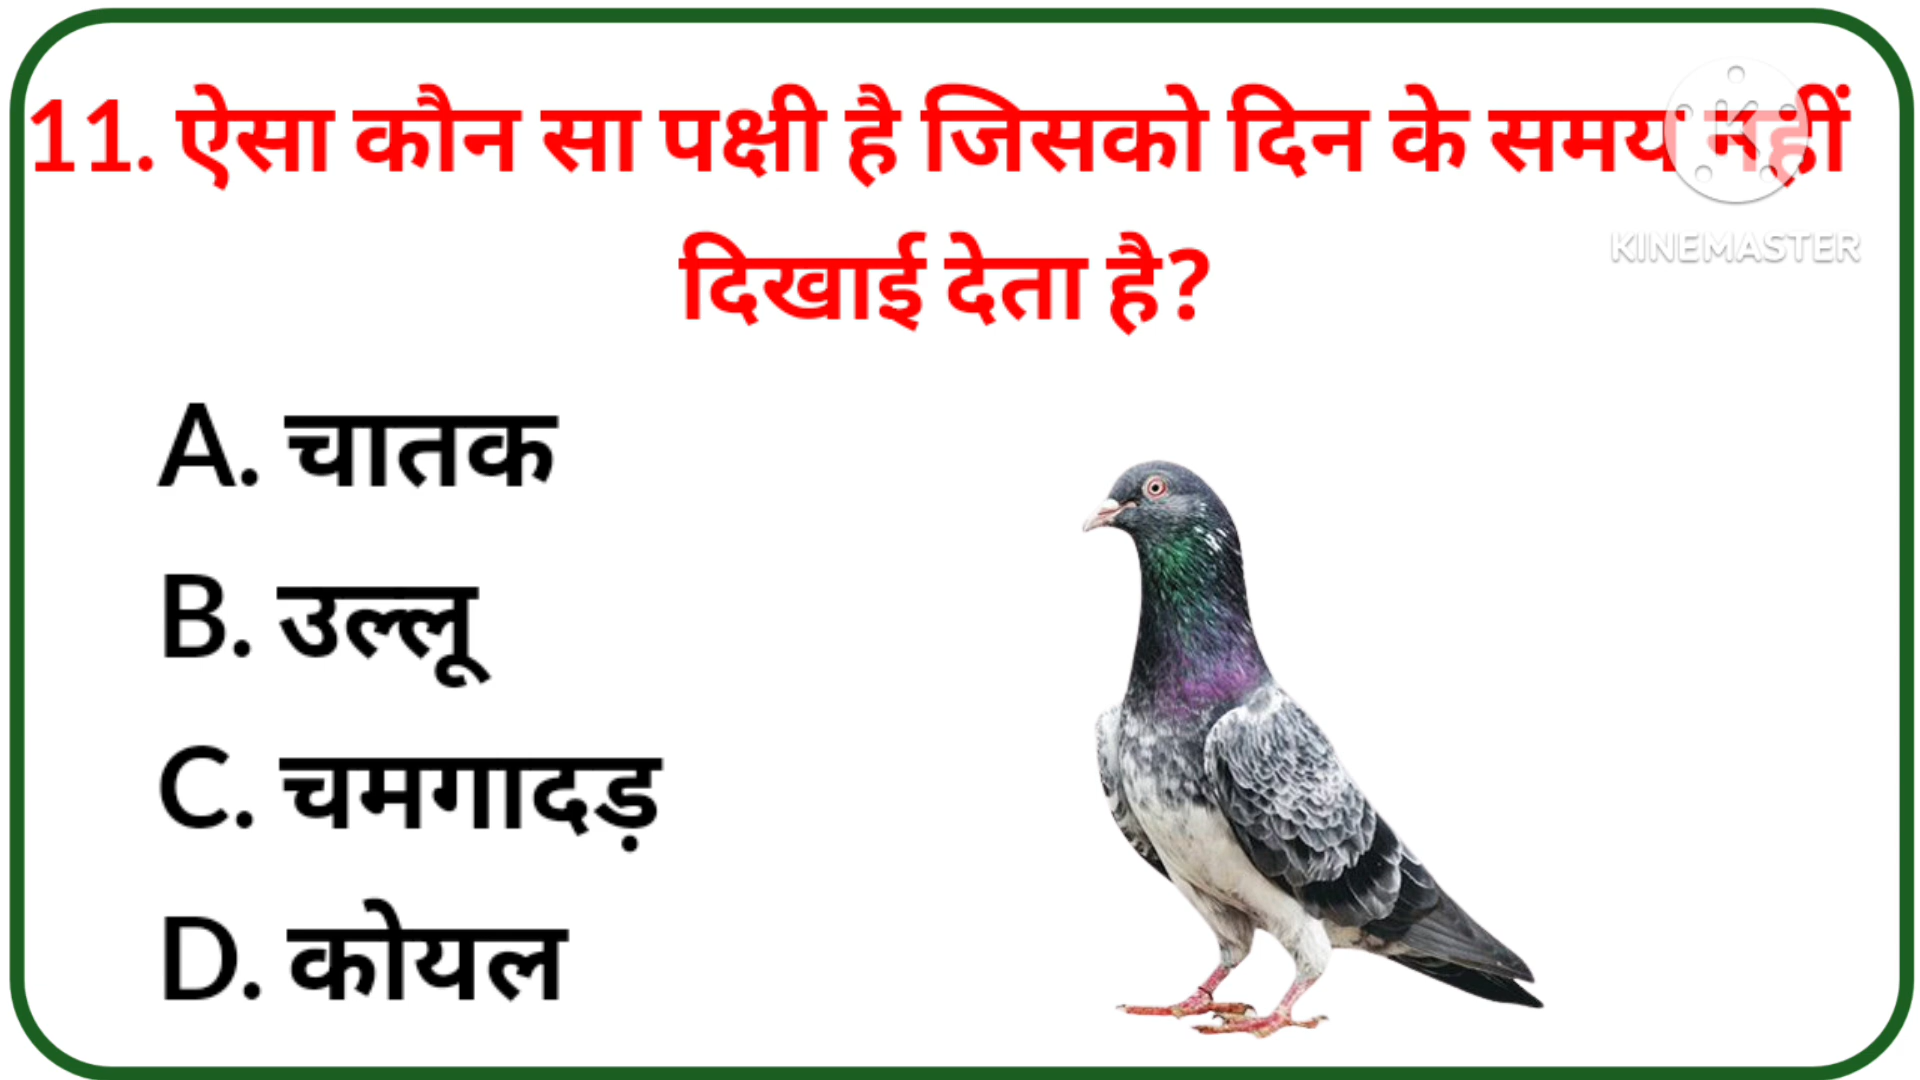 11. ऐसा कौन सा पक्षी है जिसको दिन के समय नहीं
KINEMASTER
दिखाई देता है?
A. चातक
B. उल्लू
C. चमगादड़
D. कोयल